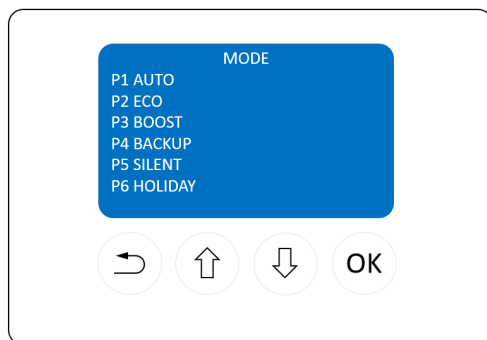 MODE
P1 AUTO
P2 ECO
P3 BOOST
P4 BACKUP
P5 SILENT
P6 HOLIDAY
OK